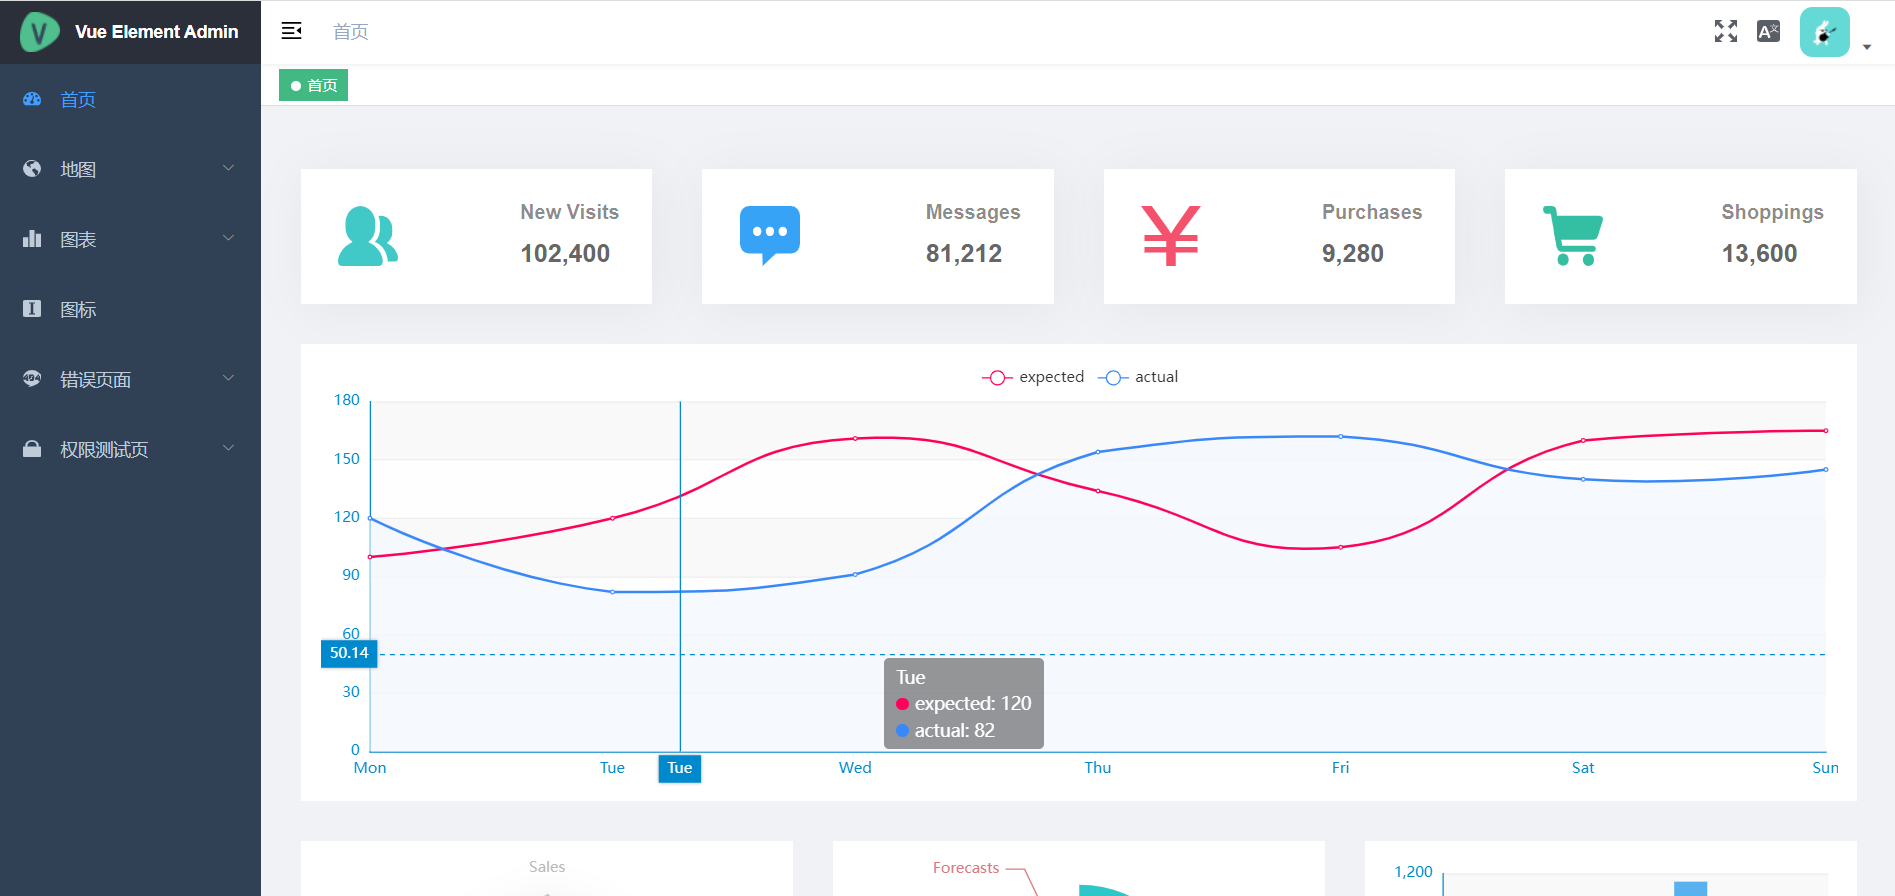 Vue Element Admin
首页
首页
首页
地图
图表
图标
错误页面
权限测试页
New Visits
102,400
Messages
81,212
Purchases
9,280
Shoppings
13,600
expected
actual
180
150
120
90
60
50.14
30
0
Tue
expected: 120
actual: 82
Mon
Tue
Tue
Wed
Thu
Fri
Sat
Sun
Sales
Forecasts
1,200